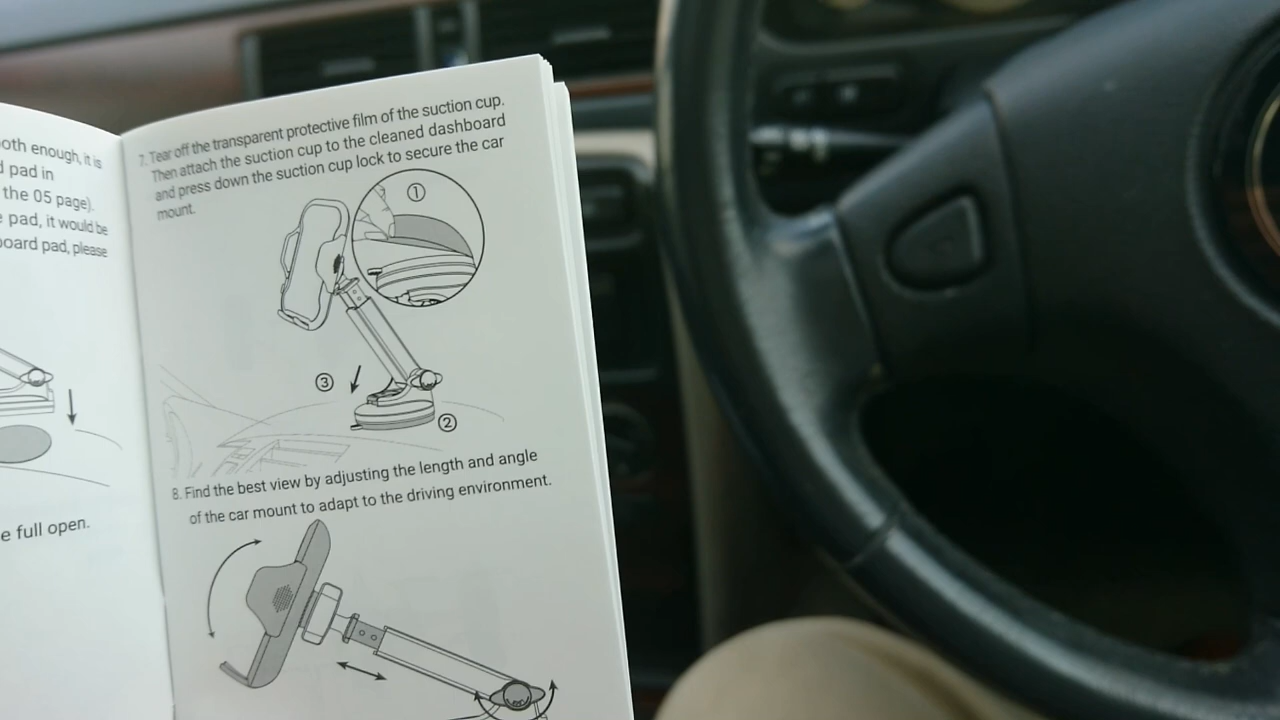 oth enough, it is
d pad in
the 05 page).
pad, it would be
board pad, please
e full open.
7. Tear off the transparent protective film of the suction cup.
Then attach the suction cup to the cleaned dashboard
and press down the suction cup lock to secure the car
mount.
①
③
②
8. Find the best view by adjusting the length and angle
of the car mount to adapt to the driving environment.